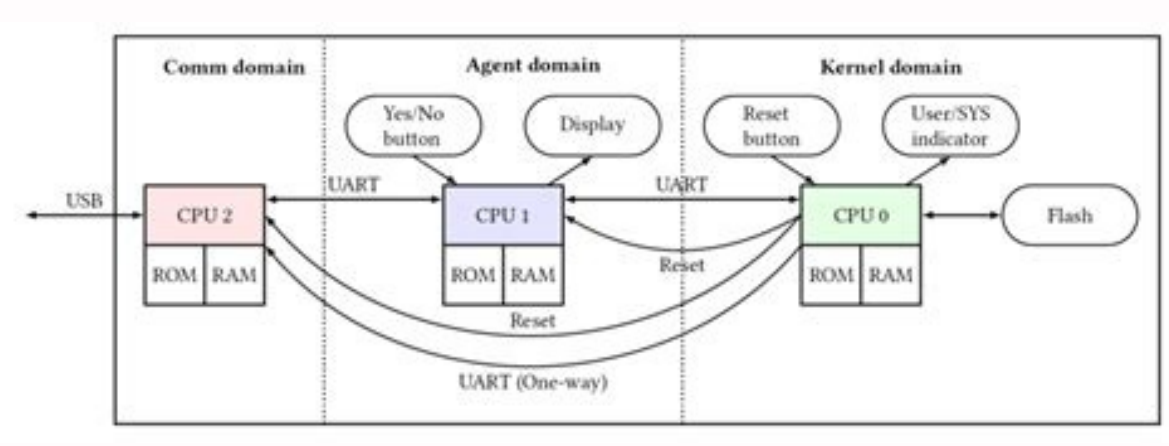 Comm domain
Agent domain
Kernel domain
Yes/No
button
Display
Reset
button
User/SYS
indicator
USB
UART
UART
CPU 2
CPU 1
CPU 0
Flash
ROM
RAM
ROM
RAM
ROM
RAM
Reset
Reset
UART (One-way)